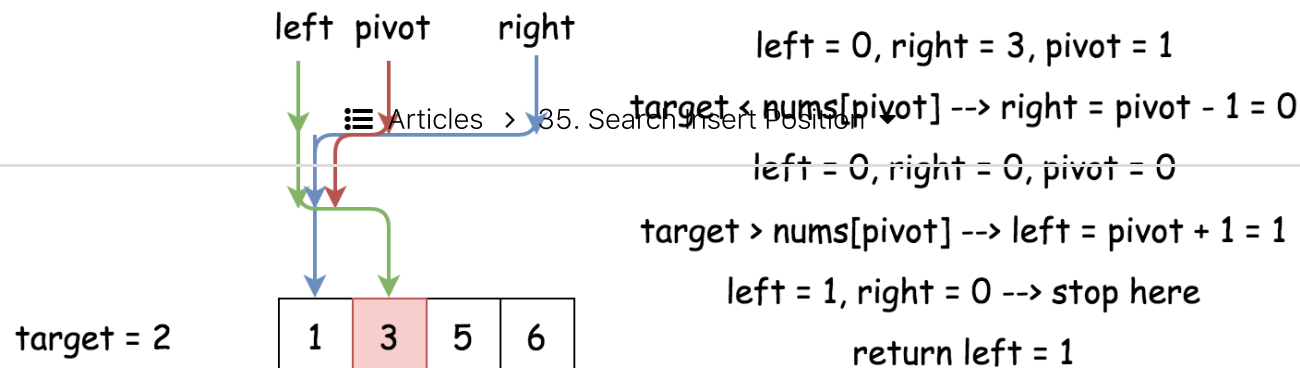 left pivot right
left = 0, right = 3, pivot = 1
target < nums[pivot] --> right = pivot - 1 = 0
Articles > 35. Search Insert Position
left = 0, right = 0, pivot = 0
target > nums[pivot] --> left = pivot + 1 = 1
left = 1, right = 0 --> stop here
target = 2
1 3 5 6
return left = 1